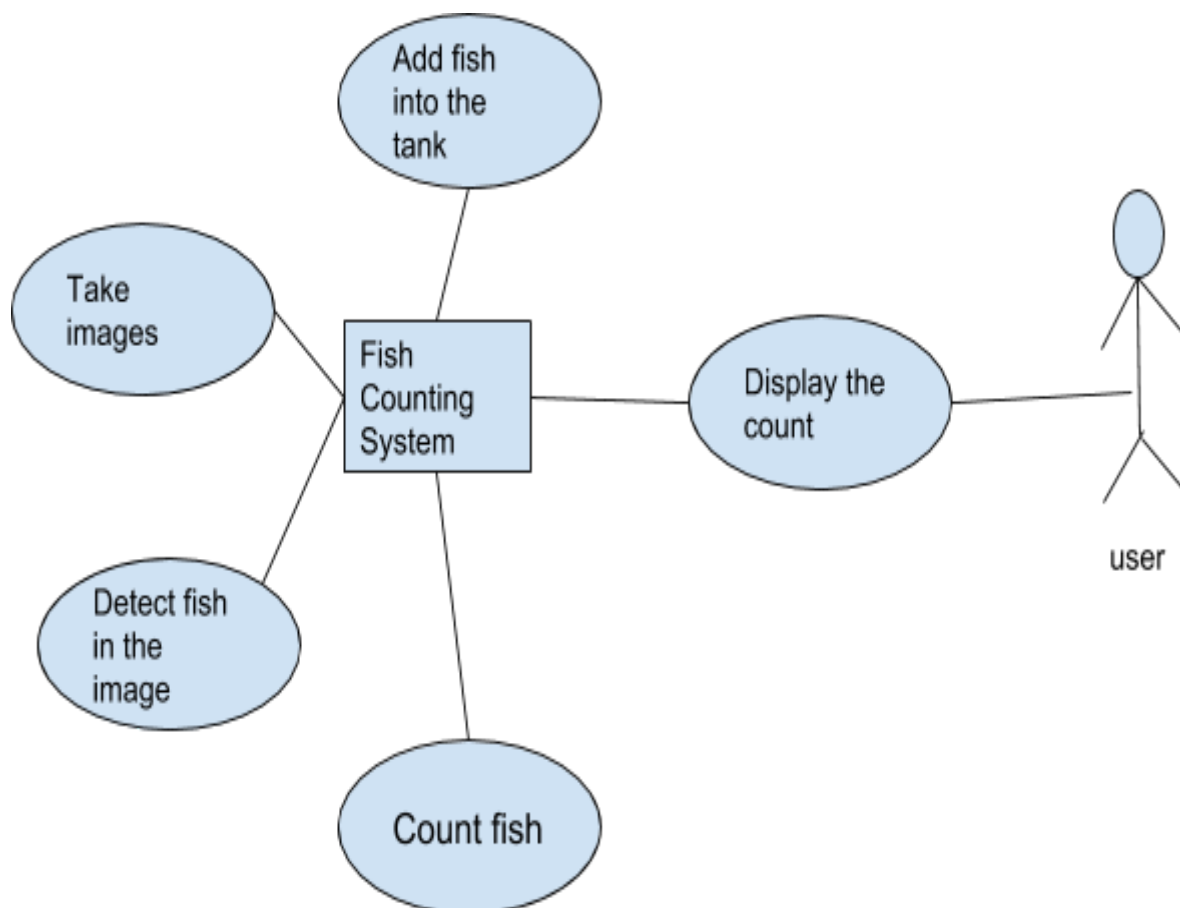 Add fish
into the
tank
Take
images
Fish
Counting
System
Display the
count
user
Detect fish
in the
image
Count fish